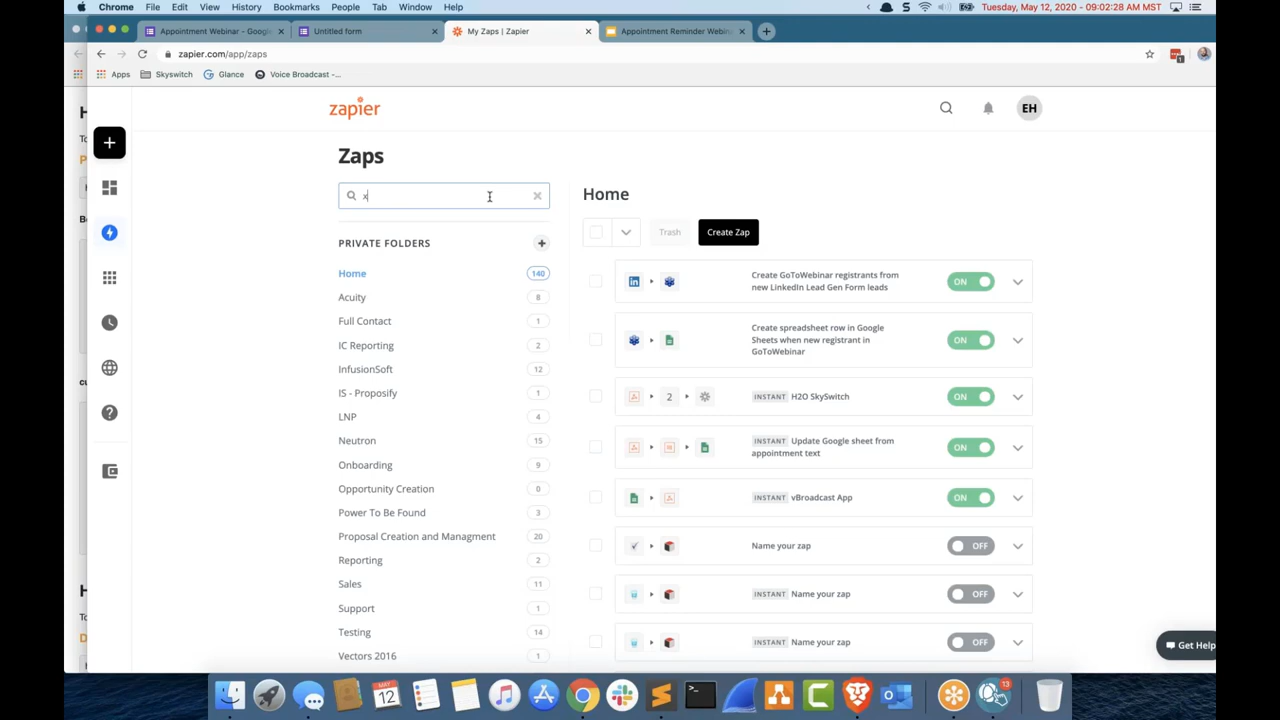 Chrome File Edit View History Bookmarks People Tab Window Help
Tuesday, May 12, 2020 - 09:02:28 AM MST
Appointment Webinar - Google
Untitled form
My Zaps | Zapier
Appointment Reminder Webin
zapier.com/app/zaps
1
Apps Skyswitch Glance Voice Broadcast -...
zapier
EH
Zaps
x
PRIVATE FOLDERS
Home 140
Acuity 8
Full Contact 1
IC Reporting 2
InfusionSoft 12
IS - Proposify 1
LNP 4
Neutron 15
Onboarding 9
Opportunity Creation 0
Power To Be Found 3
Proposal Creation and Managment 20
Reporting 2
Sales 11
Support 1
Testing 14
Vectors 2016 1
Home
Trash Create Zap
Create GoToWebinar registrants from
new LinkedIn Lead Gen Form leads
ON
Create spreadsheet row in Google
Sheets when new registrant in
GoToWebinar
ON
2 INSTANT H2O SkySwitch ON
INSTANT Update Google sheet from
appointment text
ON
INSTANT vBroadcast App ON
Name your zap OFF
INSTANT Name your zap OFF
INSTANT Name your zap OFF
Get Help
MAY
12
13